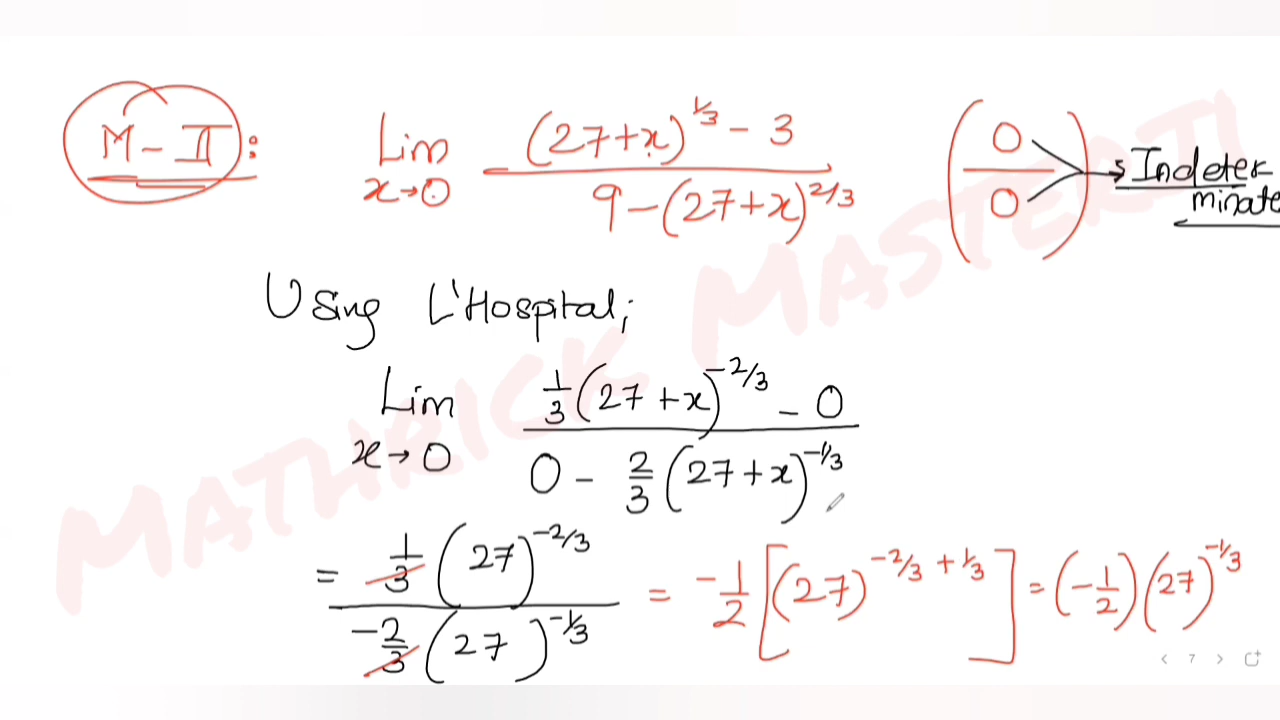 M-II: Lim x→0 ((27+x)^{1/3} - 3) / (9-(27+x)^{2/3}) (0/0) → Indeterminate
Using L'Hospital;
Lim x→0 (1/3(27+x)^{-2/3} - 0) / (0 - 2/3(27+x)^{-1/3})
= (1/3(27)^{-2/3}) / (-2/3(27)^{-1/3}) = -1/2[(27)^{-2/3+1/3}] = (-1/2)(27)^{-1/3}
MATHRICK MASTERJI
< 7 >